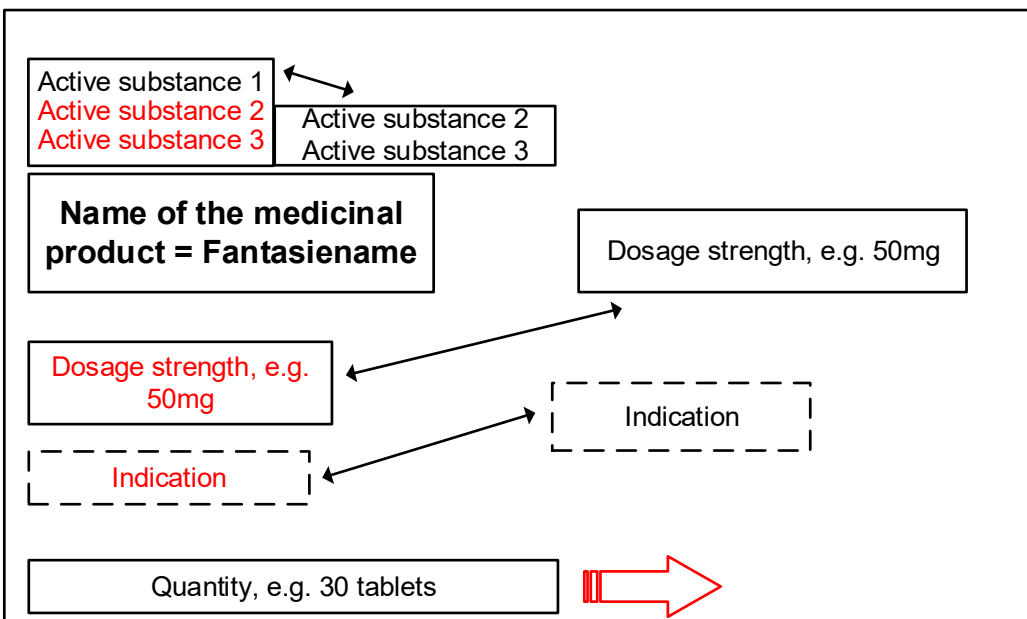 Active substance 1
Active substance 2
Active substance 3
Active substance 2
Active substance 3
Name of the medicinal
product = Fantasiename
Dosage strength, e.g. 50mg
Dosage strength, e.g.
50mg
Indication
Indication
Quantity, e.g. 30 tablets